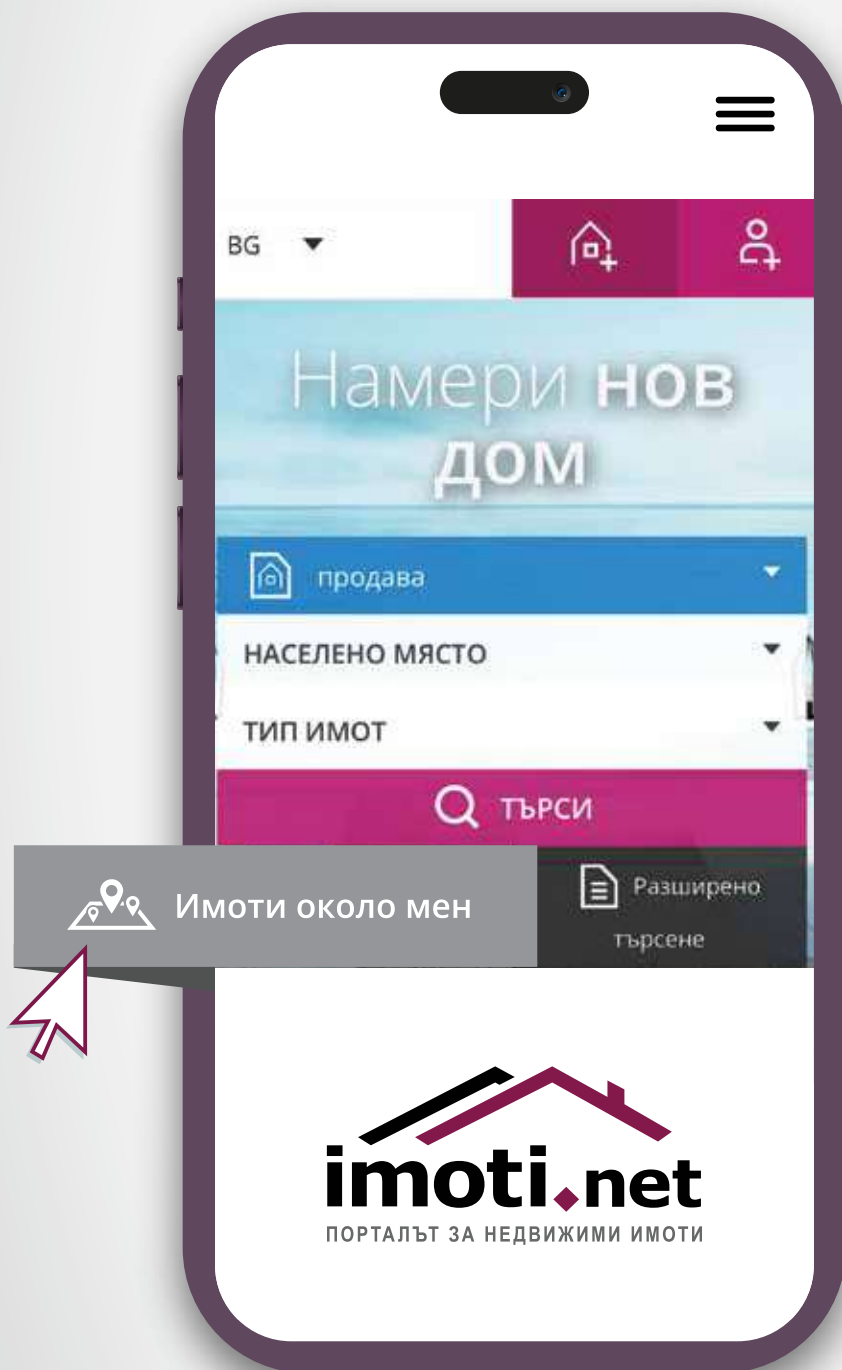 BG
Намери нов
дом
продава
НАСЕЛЕНО МЯСТО
ТИП ИМОТ
ТЪРСИ
Имоти около мен
Разширено
търсене
imoti.net
ПОРТАЛЪТ ЗА НЕДВИЖИМИ ИМОТИ